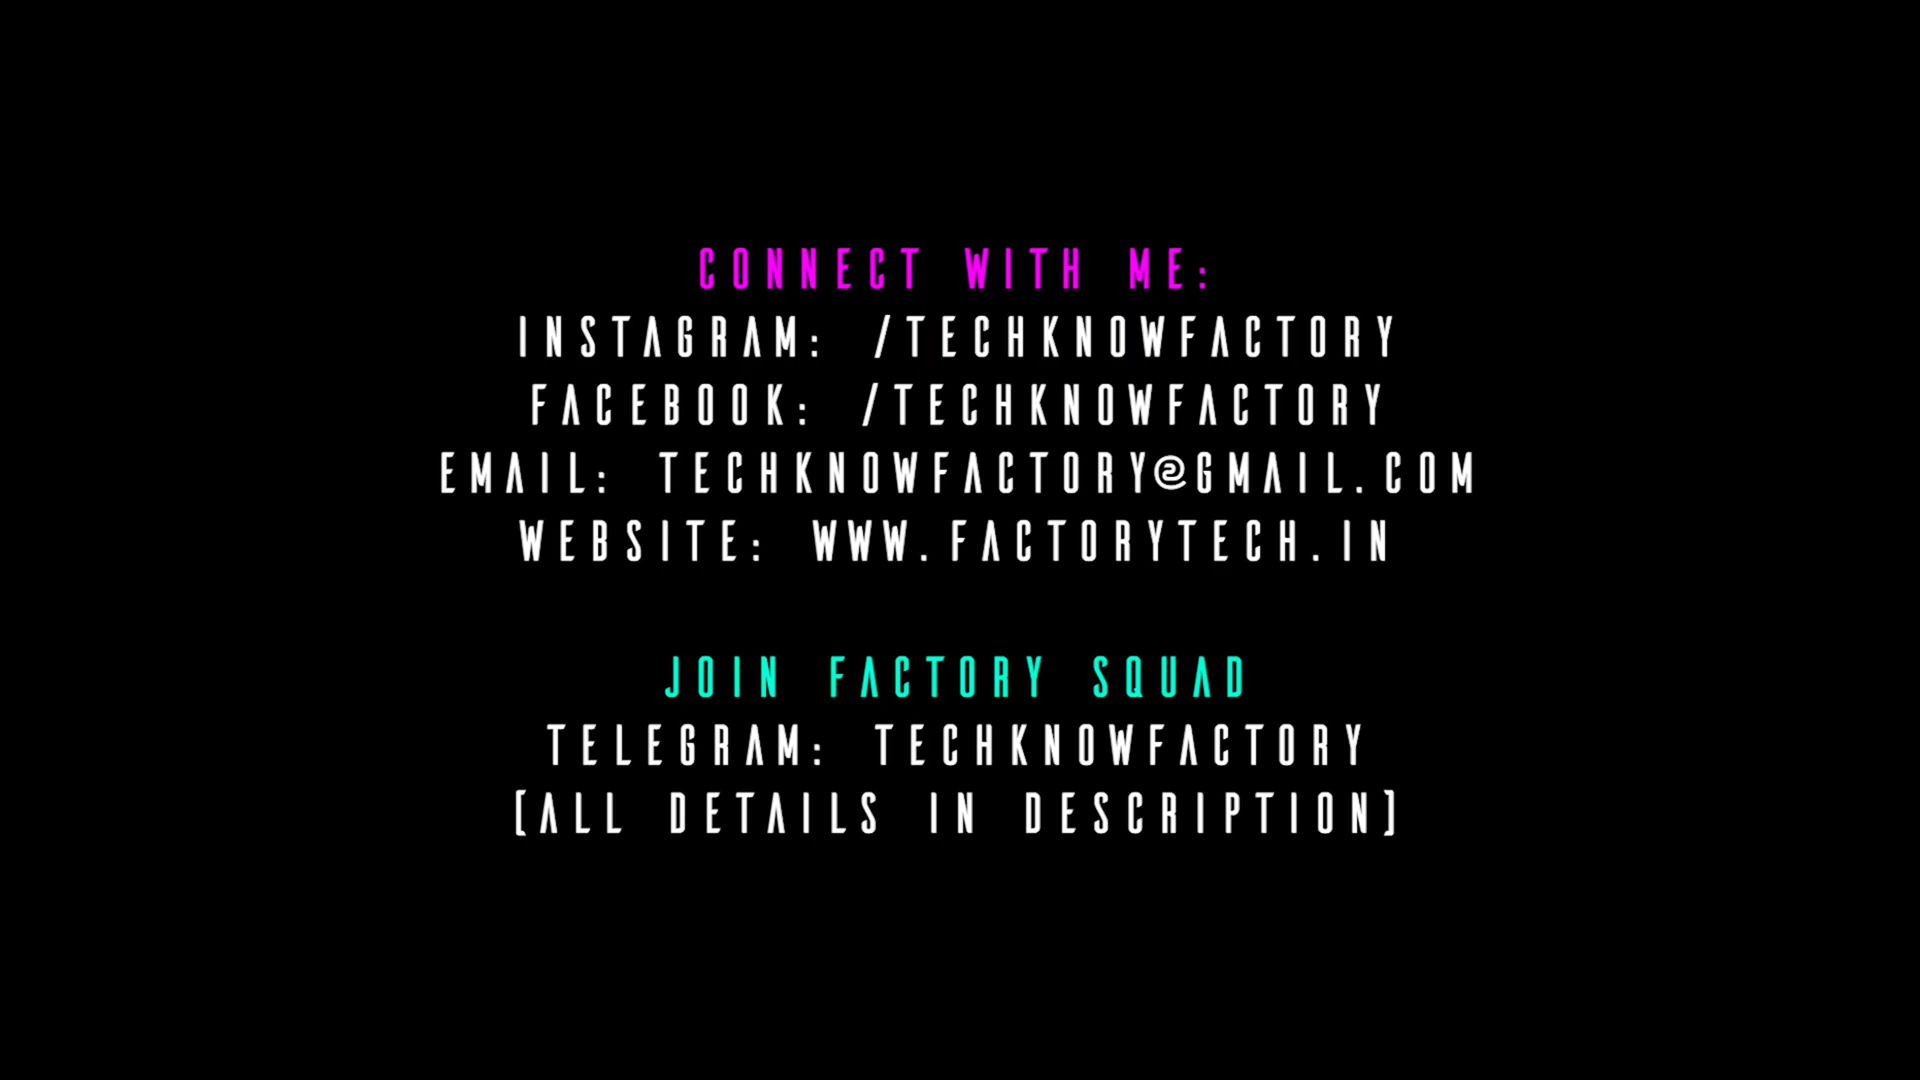 CONNECT WITH ME:
INSTAGRAM: /TECHKNOWFACTORY
FACEBOOK: /TECHKNOWFACTORY
EMAIL: TECHKNOWFACTORY@GMAIL.COM
WEBSITE: WWW.FACTORYTECH.IN
JOIN FACTORY SQUAD
TELEGRAM: TECHKNOWFACTORY
[ALL DETAILS IN DESCRIPTION]